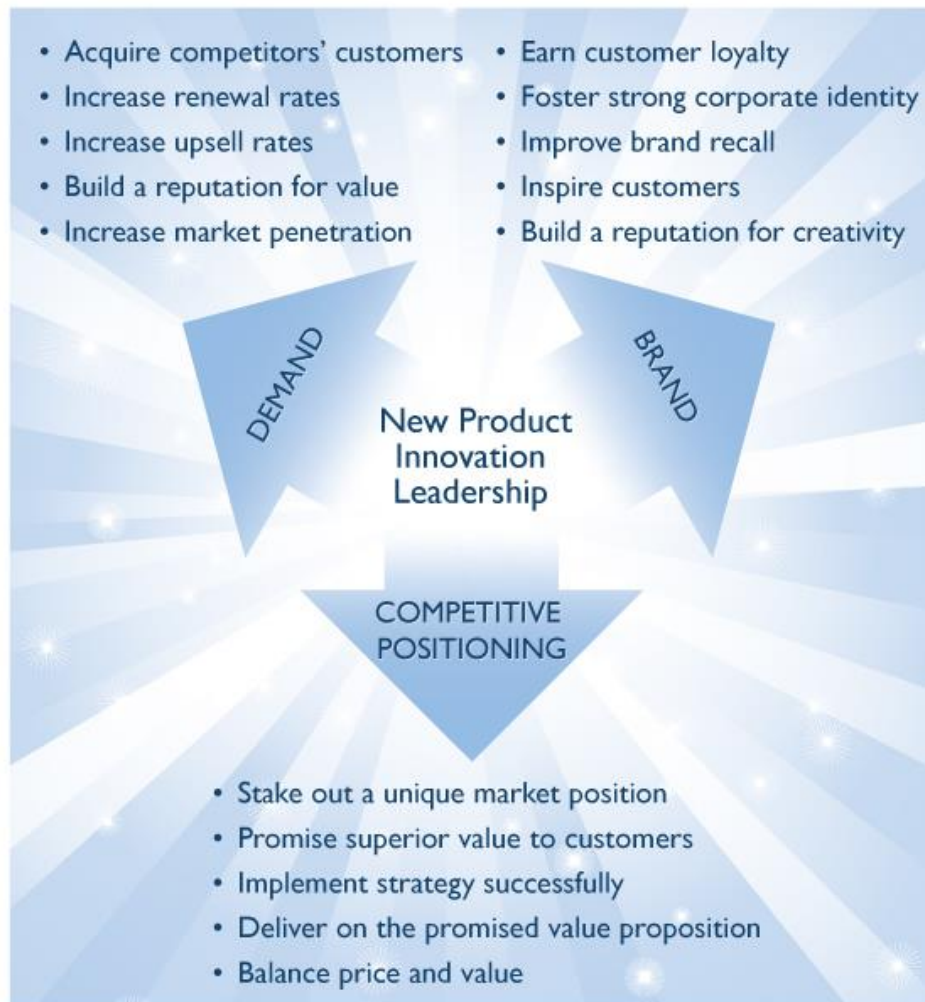 • Acquire competitors' customers
• Increase renewal rates
• Increase upsell rates
• Build a reputation for value
• Increase market penetration
• Earn customer loyalty
• Foster strong corporate identity
• Improve brand recall
• Inspire customers
• Build a reputation for creativity
DEMAND
BRAND
New Product
Innovation
Leadership
COMPETITIVE
POSITIONING
• Stake out a unique market position
• Promise superior value to customers
• Implement strategy successfully
• Deliver on the promised value proposition
• Balance price and value